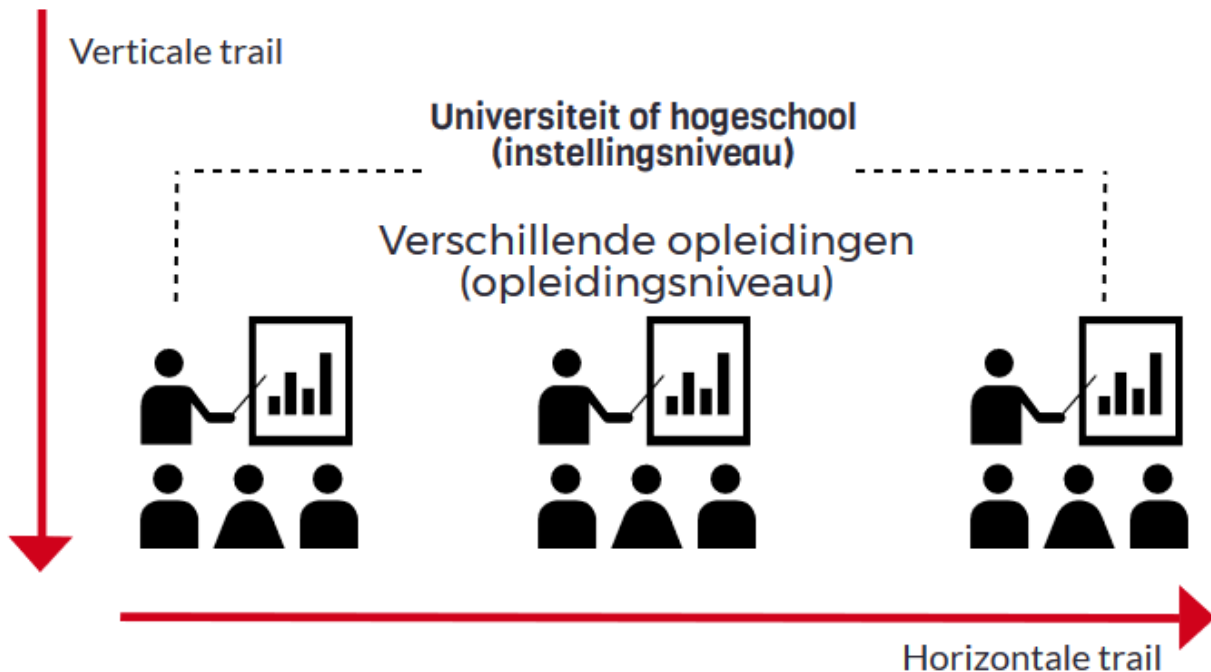 Verticale trail
Universiteit of hogeschool
(instellingsniveau)
Verschillende opleidingen
(opleidingsniveau)
Horizontale trail